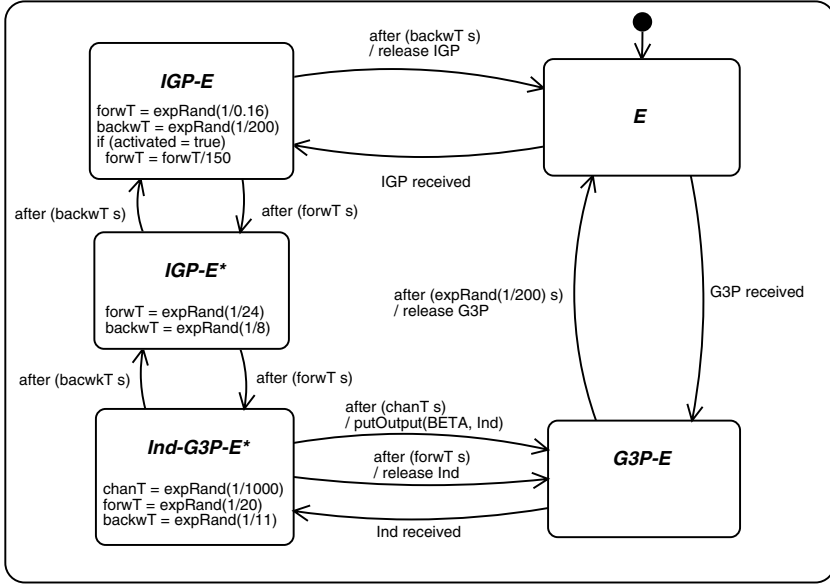 after (backwT s)
/ release IGP
IGP-E
forwT = expRand(1/0.16)
backwT = expRand(1/200)
if (activated = true)
forwT = forwT/150
E
IGP received
after (backwT s)
after (forwT s)
IGP-E*
forwT = expRand(1/24)
backwT = expRand(1/8)
after (expRand(1/200) s)
/ release G3P
G3P received
after (bacwkT s)
after (forwT s)
after (chanT s)
/ putOutput(BETA, Ind)
Ind-G3P-E*
chanT = expRand(1/1000)
forwT = expRand(1/20)
backwT = expRand(1/11)
after (forwT s)
/ release Ind
G3P-E
Ind received